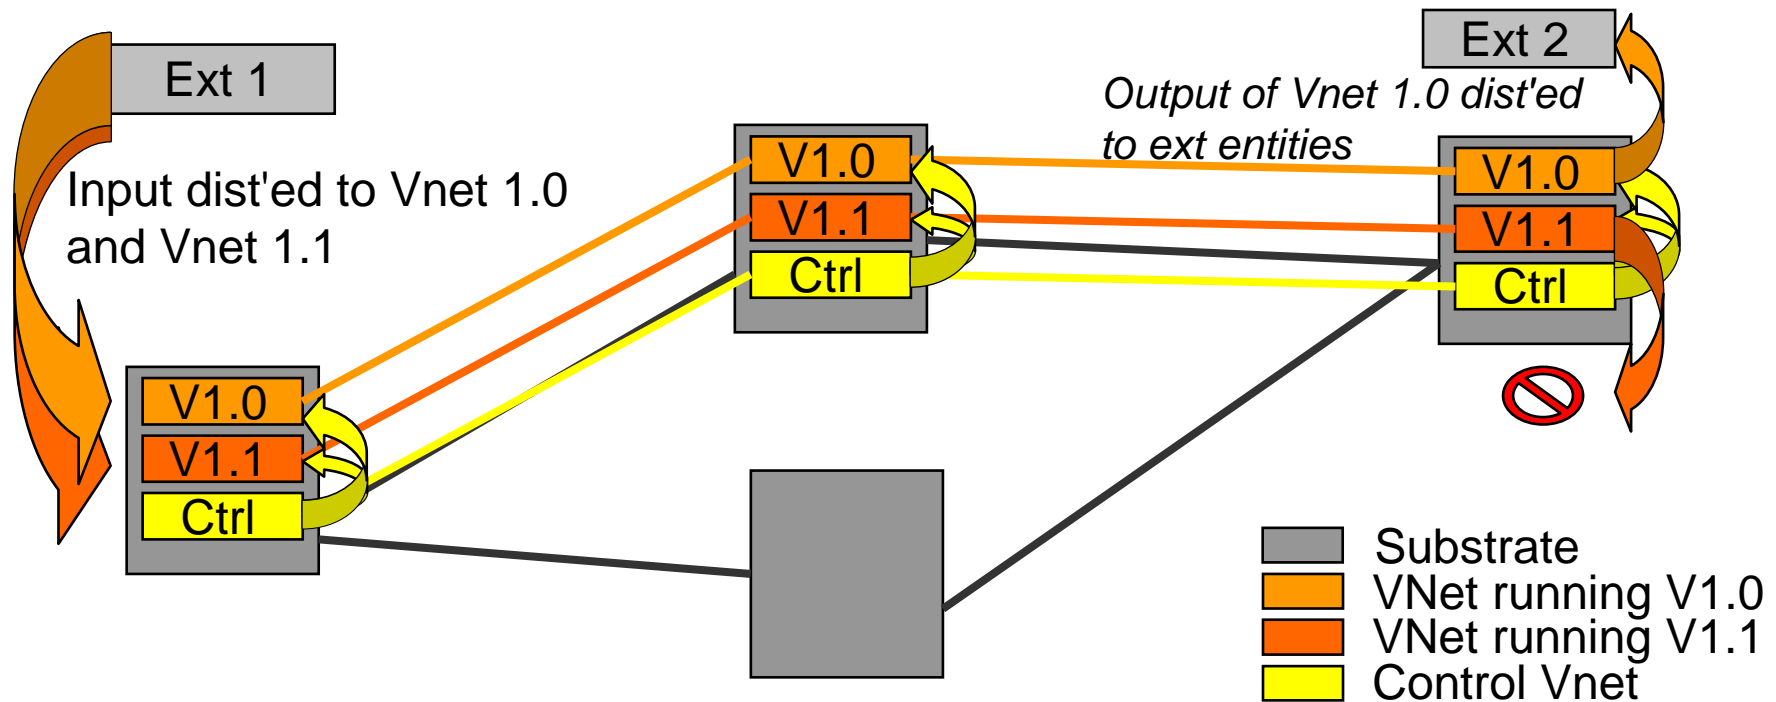 Ext 1
Ext 2
Output of Vnet 1.0 dist'ed
to ext entities
Input dist'ed to Vnet 1.0
and Vnet 1.1
V1.0
V1.1
Ctrl
V1.0
V1.1
Ctrl
V1.0
V1.1
Ctrl
Substrate
VNet running V1.0
VNet running V1.1
Control Vnet